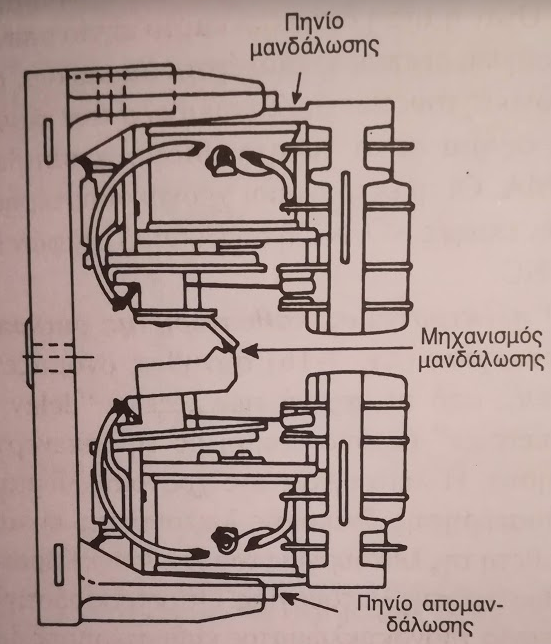 Πηνίο
μανδάλωσης
Μηχανισμός
μανδάλωσης
Πηνίο απομαν-
δάλωσης